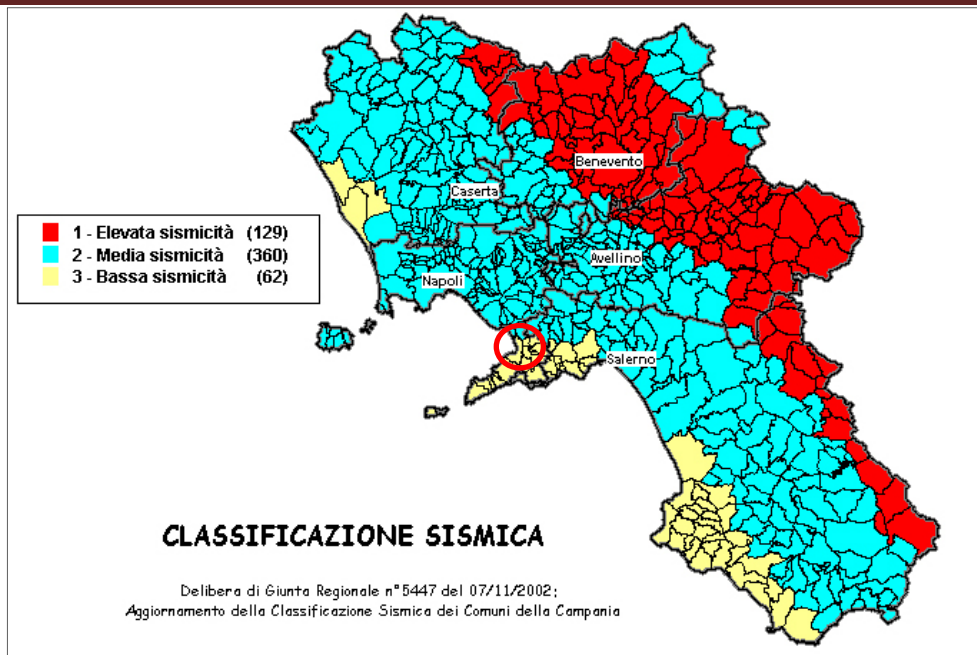 Benevento
Caserta
1 - Elevata sismicità (129)
2 - Media sismicità (360)
3 - Bassa sismicità (62)
Avellino
Napoli
Salerno
CLASSIFICAZIONE SISMICA
Delibera di Giunta Regionale n°5447 del 07/11/2002;
Aggiornamento della Classificazione Sismica dei Comuni della Campania